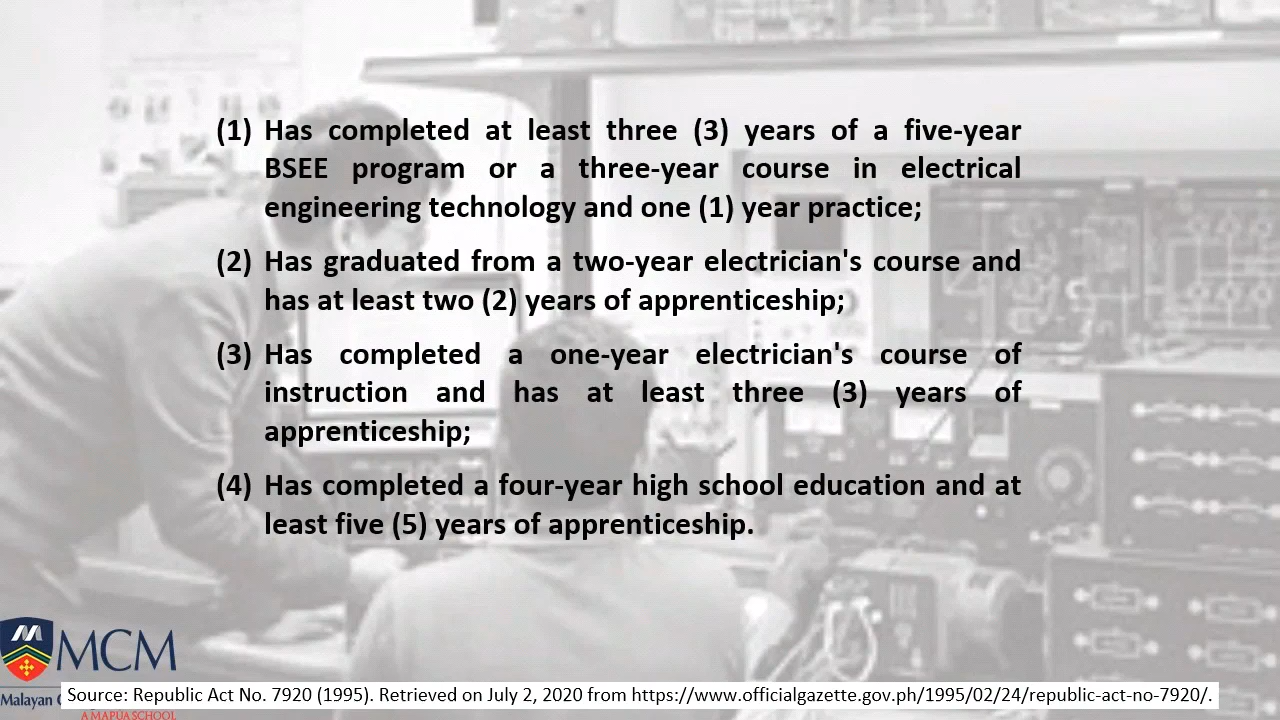 (1) Has completed at least three (3) years of a five-year
BSEE program or a three-year course in electrical
engineering technology and one (1) year practice;
(2) Has graduated from a two-year electrician's course and
has at least two (2) years of apprenticeship;
(3) Has completed a one-year electrician's course of
instruction and has at least three (3) years of
apprenticeship;
(4) Has completed a four-year high school education and at
least five (5) years of apprenticeship.
MCM
Malayan
Source: Republic Act No. 7920 (1995). Retrieved on July 2, 2020 from https://www.officialgazette.gov.ph/1995/02/24/republic-act-no-7920/.
A MAPUA SCHOOL